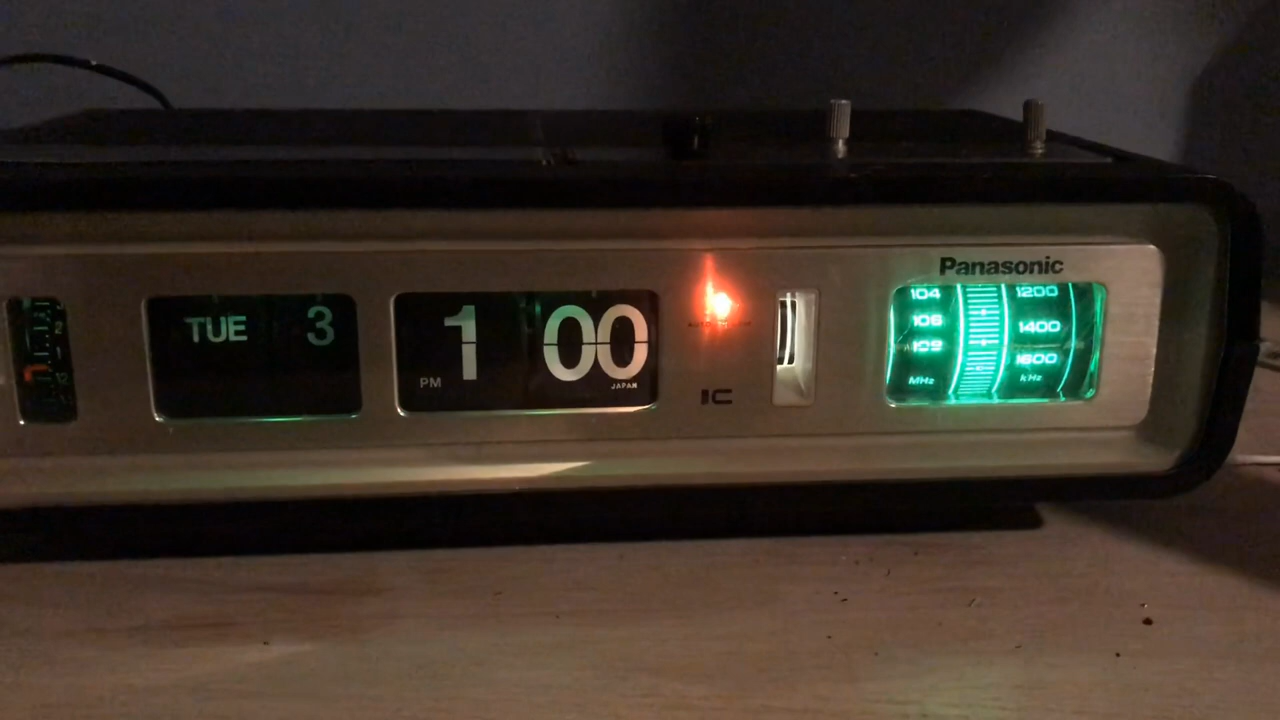 Panasonic
TUE 3
1 00
PM
JAPAN
IC
104 1200
106 1400
109 1600
MHz kHz